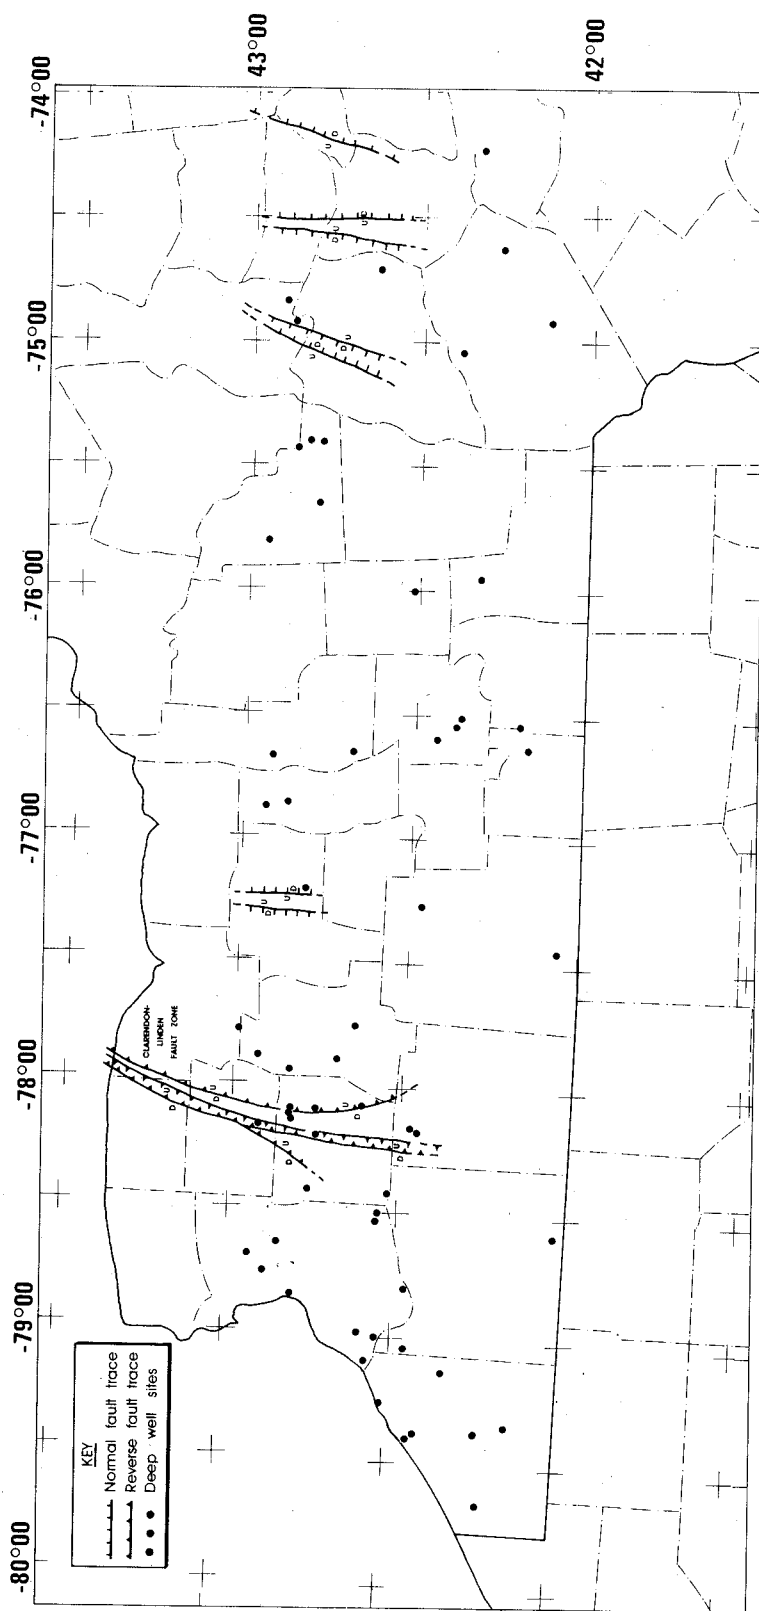 -80°00
-79°00
-78°00
-77°00
-76°00
-75°00
-74°00
43°00
42°00
KEY
Normal fault trace
Reverse fault trace
Deep well sites
CLARENDON-
LINDEN
FAULT ZONE
D
U
D
U
D
U
D
U
D
U
D
U
D
U
U
D
D
U
D
U
U
D
U
D